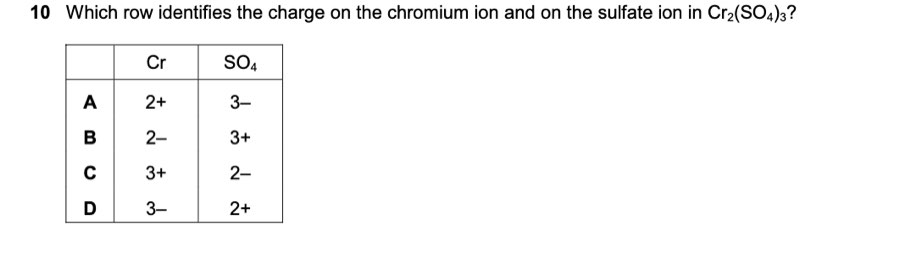 10 Which row identifies the charge on the chromium ion and on the sulfate ion in Cr₂(SO₄)₃?
Cr SO₄
A 2+ 3–
B 2– 3+
C 3+ 2–
D 3– 2+